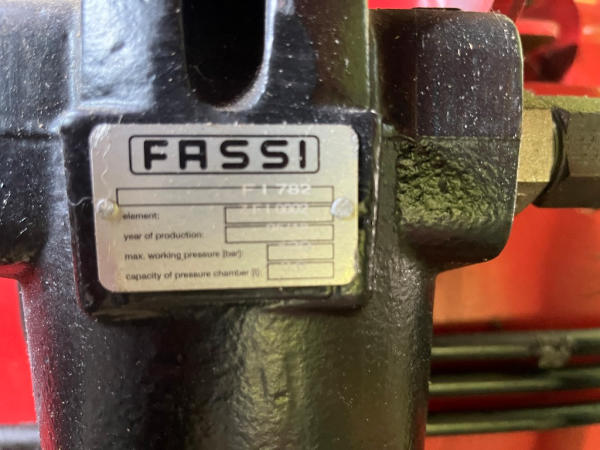 FASSI
F I 782
element:
year of production:
max. working pressure [bar]:
capacity of pressure chamber [l]: